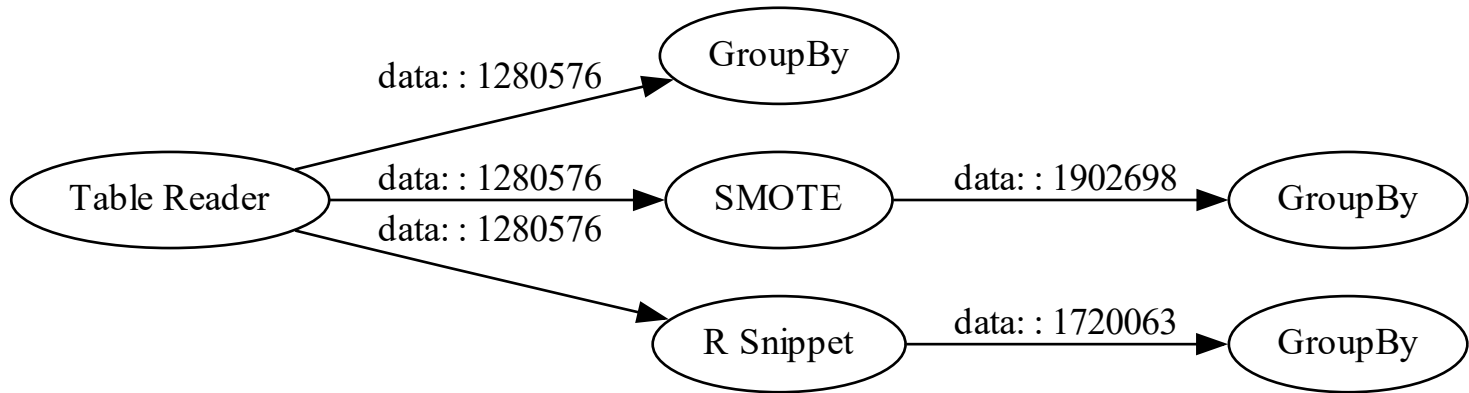 GroupBy
data: : 1280576
Table Reader
data: : 1280576
SMOTE
data: : 1902698
GroupBy
data: : 1280576
R Snippet
data: : 1720063
GroupBy